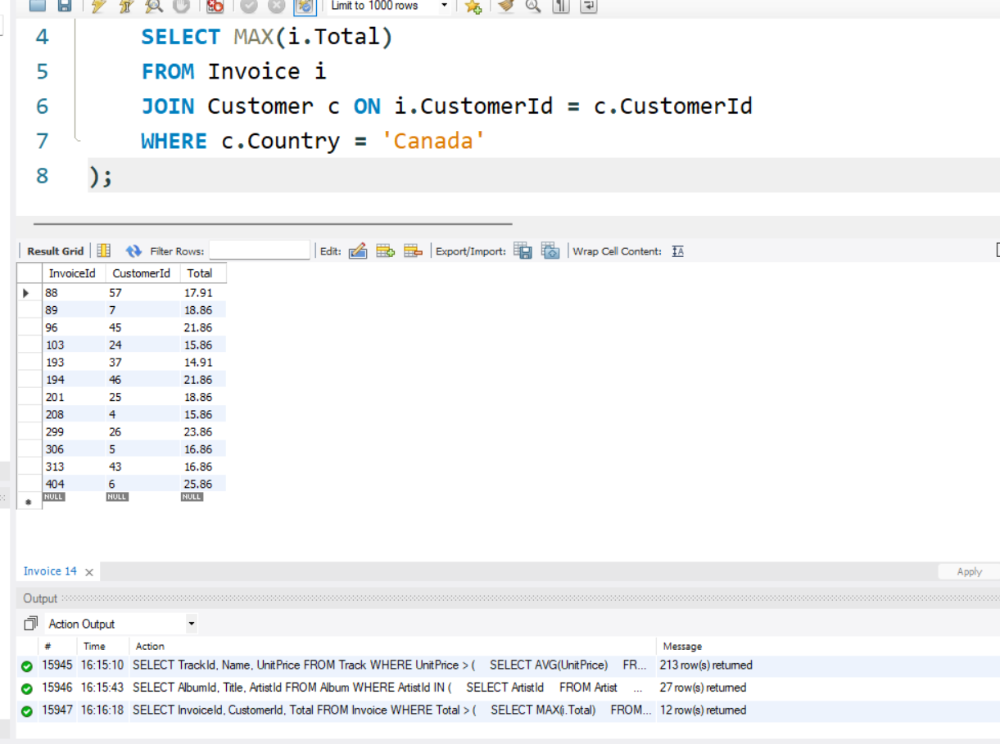 Limit to 1000 rows
4 SELECT MAX(i.Total)
5 FROM Invoice i
6 JOIN Customer c ON i.CustomerId = c.CustomerId
7 WHERE c.Country = 'Canada'
8 );
Result Grid Filter Rows: Edit: Export/Import: Wrap Cell Content:
InvoiceId CustomerId Total
88 57 17.91
89 7 18.86
96 45 21.86
103 24 15.86
193 37 14.91
194 46 21.86
201 25 18.86
208 4 15.86
299 26 23.86
306 5 16.86
313 43 16.86
404 6 25.86
NULL NULL NULL
Invoice 14 Apply
Output
Action Output
# Time Action Message
15945 16:15:10 SELECT TrackId, Name, UnitPrice FROM Track WHERE UnitPrice > ( SELECT AVG(UnitPrice) FR... 213 row(s) returned
15946 16:15:43 SELECT AlbumId, Title, ArtistId FROM Album WHERE ArtistId IN ( SELECT ArtistId FROM Artist ... 27 row(s) returned
15947 16:16:18 SELECT InvoiceId, CustomerId, Total FROM Invoice WHERE Total > ( SELECT MAX(i.Total) FROM... 12 row(s) returned